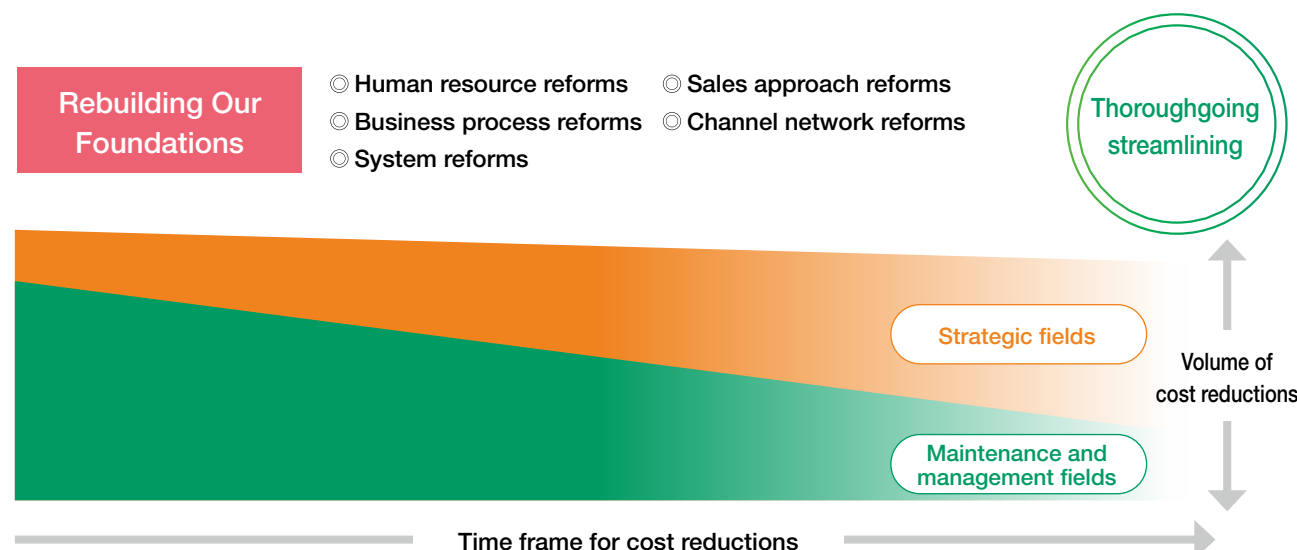 Rebuilding Our
Foundations
◎ Human resource reforms
◎ Business process reforms
◎ System reforms
◎ Sales approach reforms
◎ Channel network reforms
Thoroughgoing
streamlining
Strategic fields
Maintenance and
management fields
Volume of
cost reductions
Time frame for cost reductions